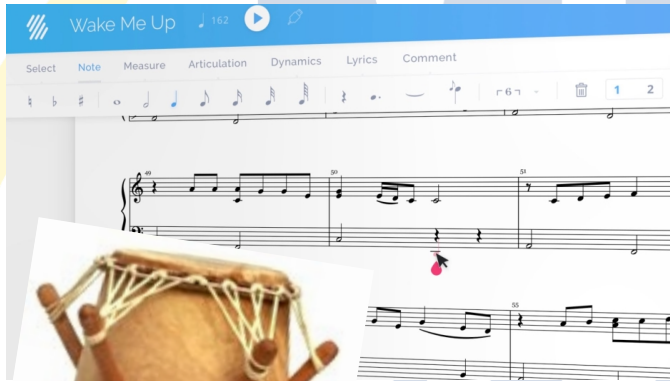 Wake Me Up 162
Select Note Measure Articulation Dynamics Lyrics Comment
6 1 2
49 50 51
55